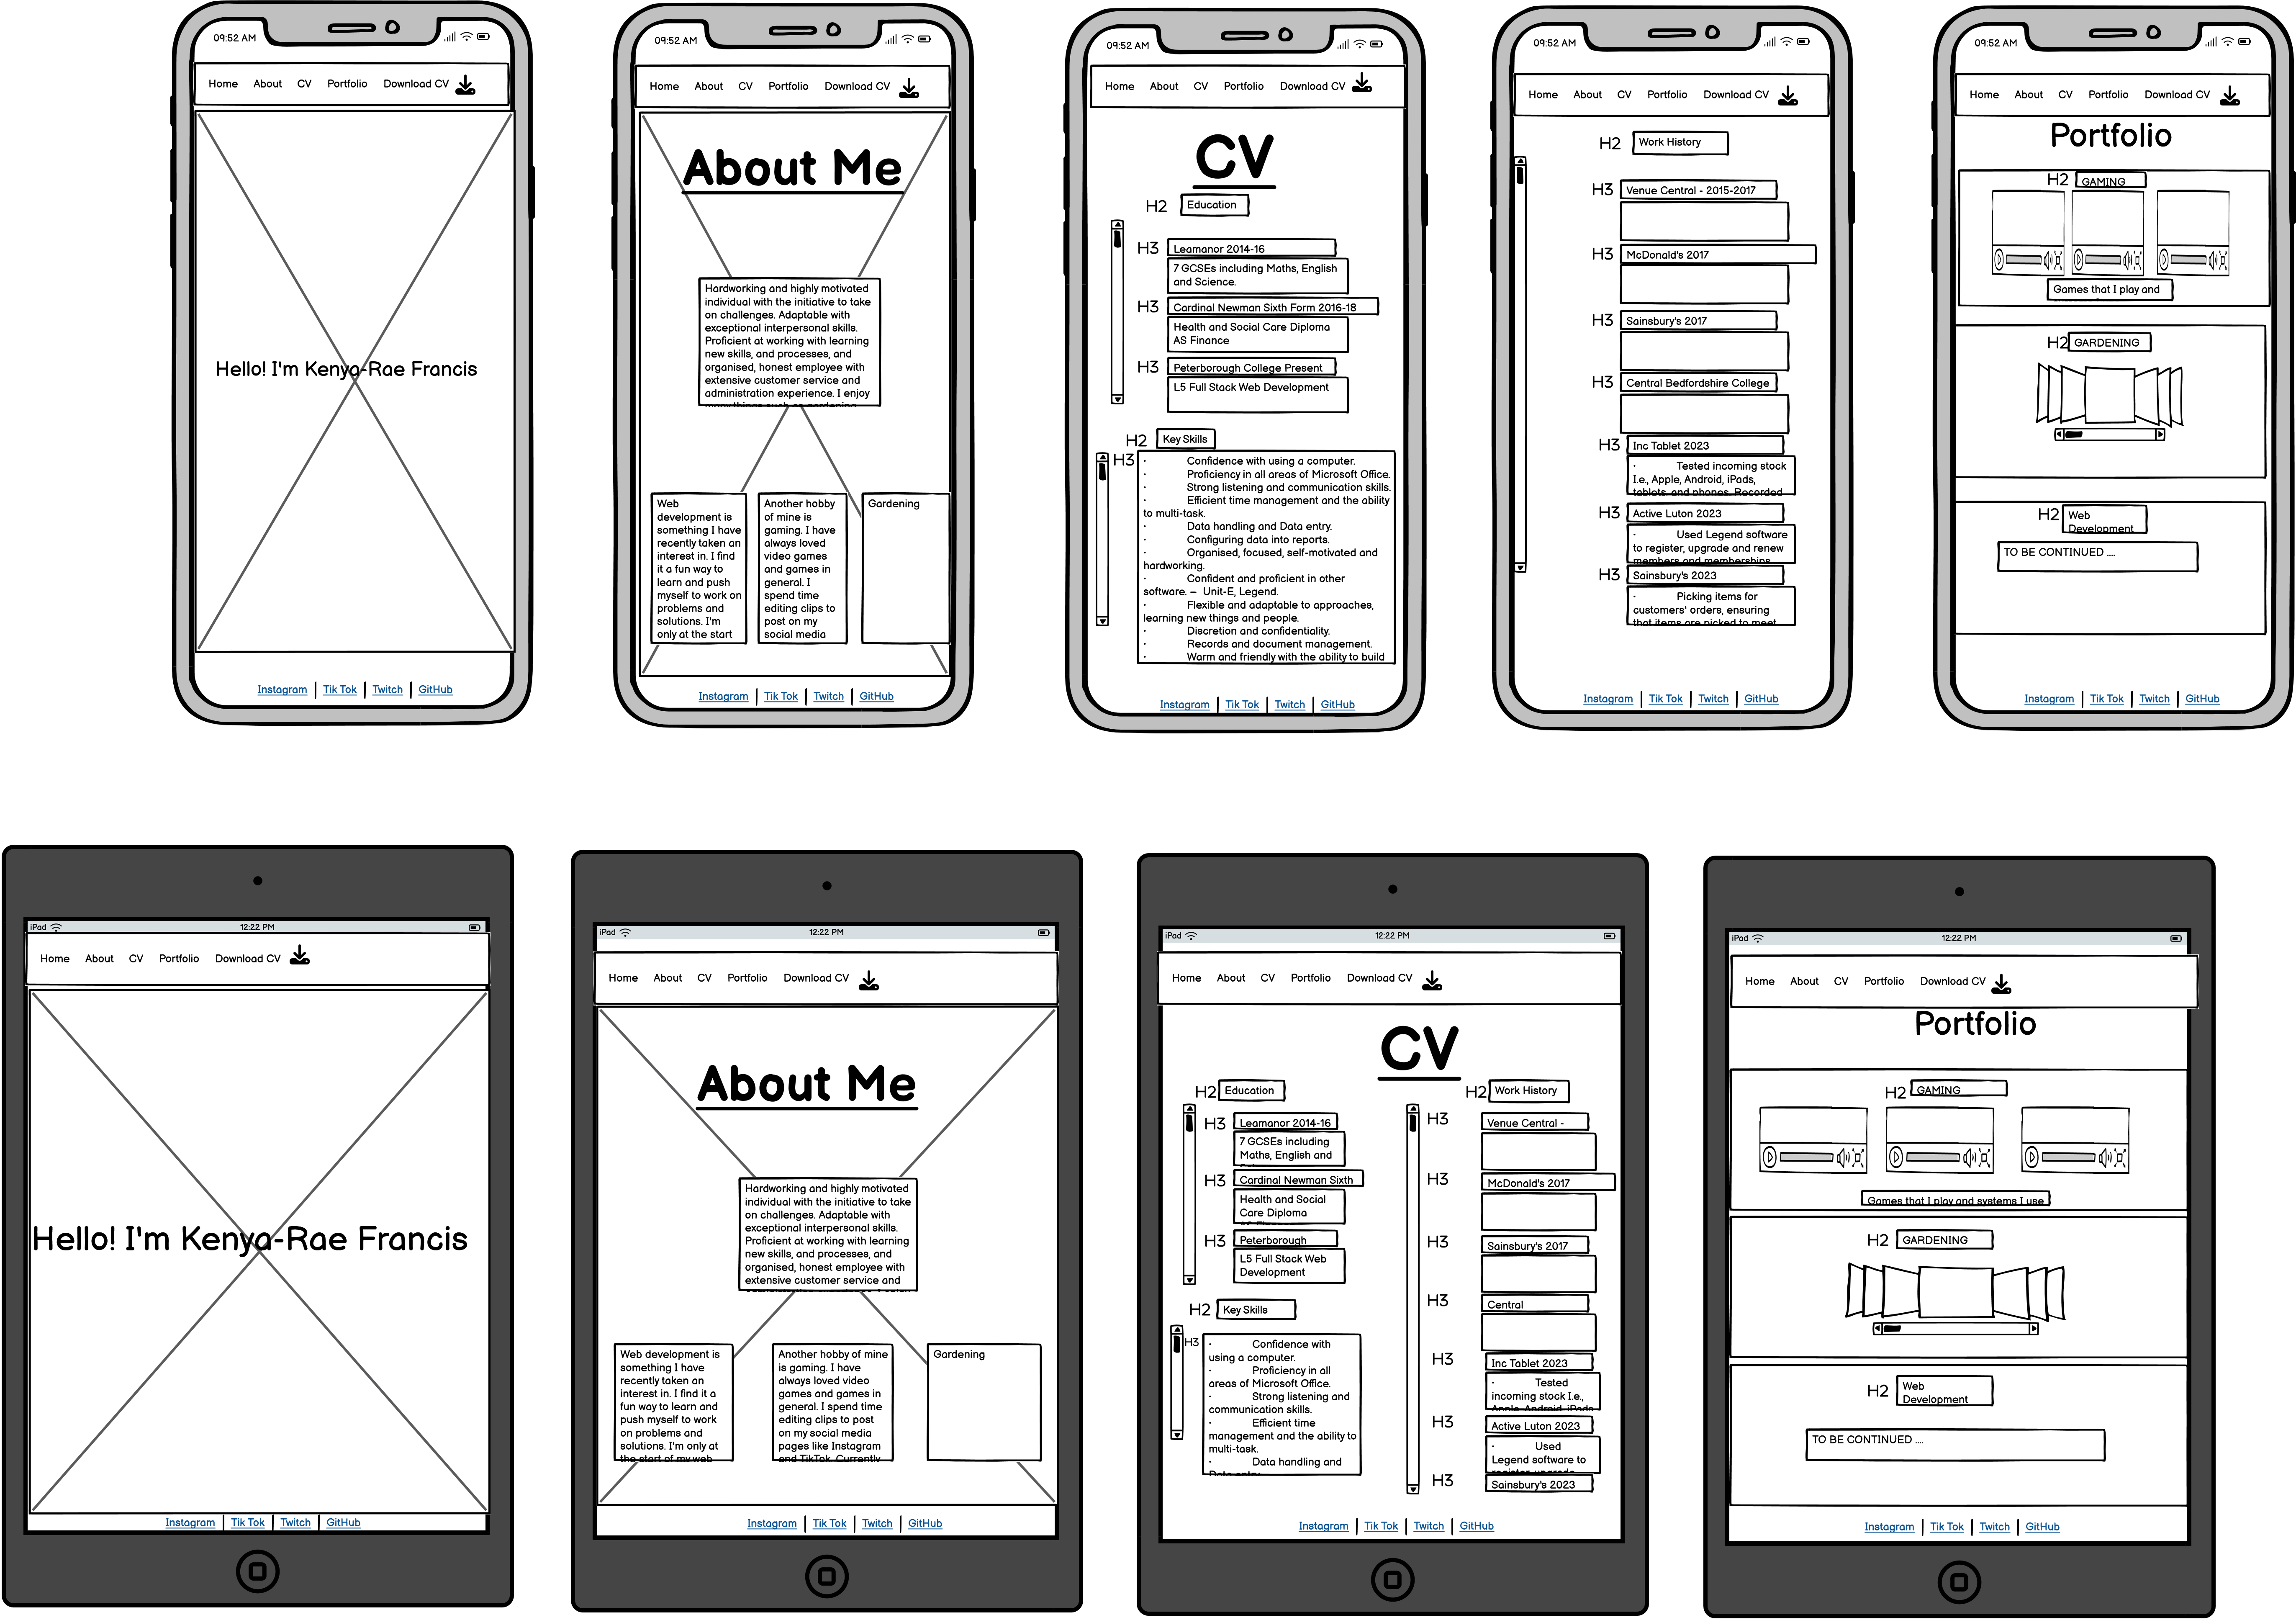 09:52 AM
Home About CV Portfolio Download CV
Hello! I'm Kenya-Rae Francis
Instagram | Tik Tok | Twitch | GitHub
09:52 AM
Home About CV Portfolio Download CV
About Me
Hardworking and highly motivated
individual with the initiative to take
on challenges. Adaptable with
exceptional interpersonal skills.
Proficient at working with learning
new skills, and processes, and
organised, honest employee with
extensive customer service and
administration experience. I enjoy
many things such as gardening
Web
development is
something I have
recently taken an
interest in. I find
it a fun way to
learn and push
myself to work on
problems and
solutions. I'm
only at the start
Another hobby
of mine is
gaming. I have
always loved
video games
and games in
general. I
spend time
editing clips to
post on my
social media
Gardening
Instagram | Tik Tok | Twitch | GitHub
09:52 AM
Home About CV Portfolio Download CV
CV
H2 Education
H3 Leamanor 2014-16
7 GCSEs including Maths, English
and Science.
H3 Cardinal Newman Sixth Form 2016-18
Health and Social Care Diploma
AS Finance
H3 Peterborough College Present
L5 Full Stack Web Development
H2 Key Skills
H3
· Confidence with using a computer.
· Proficiency in all areas of Microsoft Office.
· Strong listening and communication skills.
· Efficient time management and the ability
to multi-task.
· Data handling and Data entry.
· Configuring data into reports.
· Organised, focused, self-motivated and
hardworking.
· Confident and proficient in other
software. – Unit-E, Legend.
· Flexible and adaptable to approaches,
learning new things and people.
· Discretion and confidentiality.
· Records and document management.
· Warm and friendly with the ability to build
Instagram | Tik Tok | Twitch | GitHub
09:52 AM
Home About CV Portfolio Download CV
H2 Work History
H3 Venue Central - 2015-2017
H3 McDonald's 2017
H3 Sainsbury's 2017
H3 Central Bedfordshire College
H3 Inc Tablet 2023
· Tested incoming stock
I.e., Apple, Android, iPads,
tablets, and phones. Recorded
H3 Active Luton 2023
· Used Legend software
to register, upgrade and renew
members and memberships.
H3 Sainsbury's 2023
· Picking items for
customers' orders, ensuring
that items are picked to meet
Instagram | Tik Tok | Twitch | GitHub
09:52 AM
Home About CV Portfolio Download CV
Portfolio
H2 GAMING
Games that I play and
H2 GARDENING
H2 Web
Development
TO BE CONTINUED ....
Instagram | Tik Tok | Twitch | GitHub
iPad 12:22 PM
Home About CV Portfolio Download CV
Hello! I'm Kenya-Rae Francis
Instagram | Tik Tok | Twitch | GitHub
iPad 12:22 PM
Home About CV Portfolio Download CV
About Me
Hardworking and highly motivated
individual with the initiative to take
on challenges. Adaptable with
exceptional interpersonal skills.
Proficient at working with learning
new skills, and processes, and
organised, honest employee with
extensive customer service and
Web development is
something I have
recently taken an
interest in. I find it a
fun way to learn and
push myself to work
on problems and
solutions. I'm only at
the start of my web
Another hobby of mine
is gaming. I have
always loved video
games and games in
general. I spend time
editing clips to post
on my social media
pages like Instagram
and TikTok. Currently
Gardening
Instagram | Tik Tok | Twitch | GitHub
iPad 12:22 PM
Home About CV Portfolio Download CV
CV
H2 Education
H3 Leamanor 2014-16
7 GCSEs including
Maths, English and
H3 Cardinal Newman Sixth
Health and Social
Care Diploma
H3 Peterborough
L5 Full Stack Web
Development
H2 Key Skills
H3
· Confidence with
using a computer.
· Proficiency in all
areas of Microsoft Office.
· Strong listening and
communication skills.
· Efficient time
management and the ability to
multi-task.
· Data handling and
Data entry.
H2 Work History
H3 Venue Central -
H3 McDonald's 2017
H3 Sainsbury's 2017
H3 Central
H3 Inc Tablet 2023
· Tested
incoming stock I.e.,
Apple, Android, iPads
H3 Active Luton 2023
· Used
Legend software to
register, upgrade
H3 Sainsbury's 2023
Instagram | Tik Tok | Twitch | GitHub
iPad 12:22 PM
Home About CV Portfolio Download CV
Portfolio
H2 GAMING
Games that I play and systems I use
H2 GARDENING
H2 Web
Development
TO BE CONTINUED ....
Instagram | Tik Tok | Twitch | GitHub